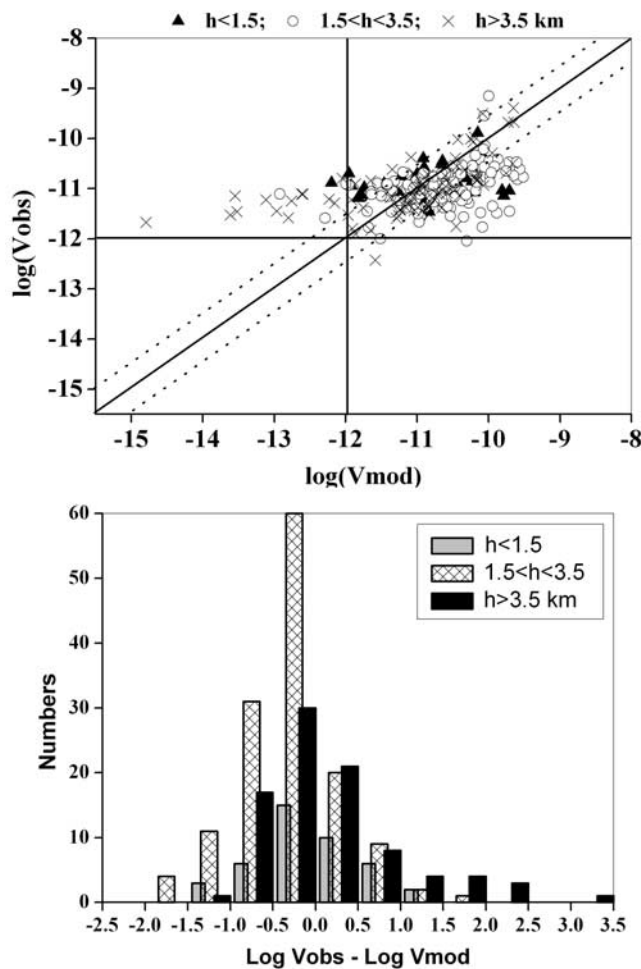 ▲ h<1.5; ○ 1.5<h<3.5; × h>3.5 km
-8
-9
-10
-11
-12
-13
-14
-15
log(Vobs)
-15 -14 -13 -12 -11 -10 -9 -8
log(Vmod)
60
50
40
30
20
10
0
Numbers
h<1.5
1.5<h<3.5
h>3.5 km
-2.5 -2.0 -1.5 -1.0 -0.5 0.0 0.5 1.0 1.5 2.0 2.5 3.5
Log Vobs - Log Vmod